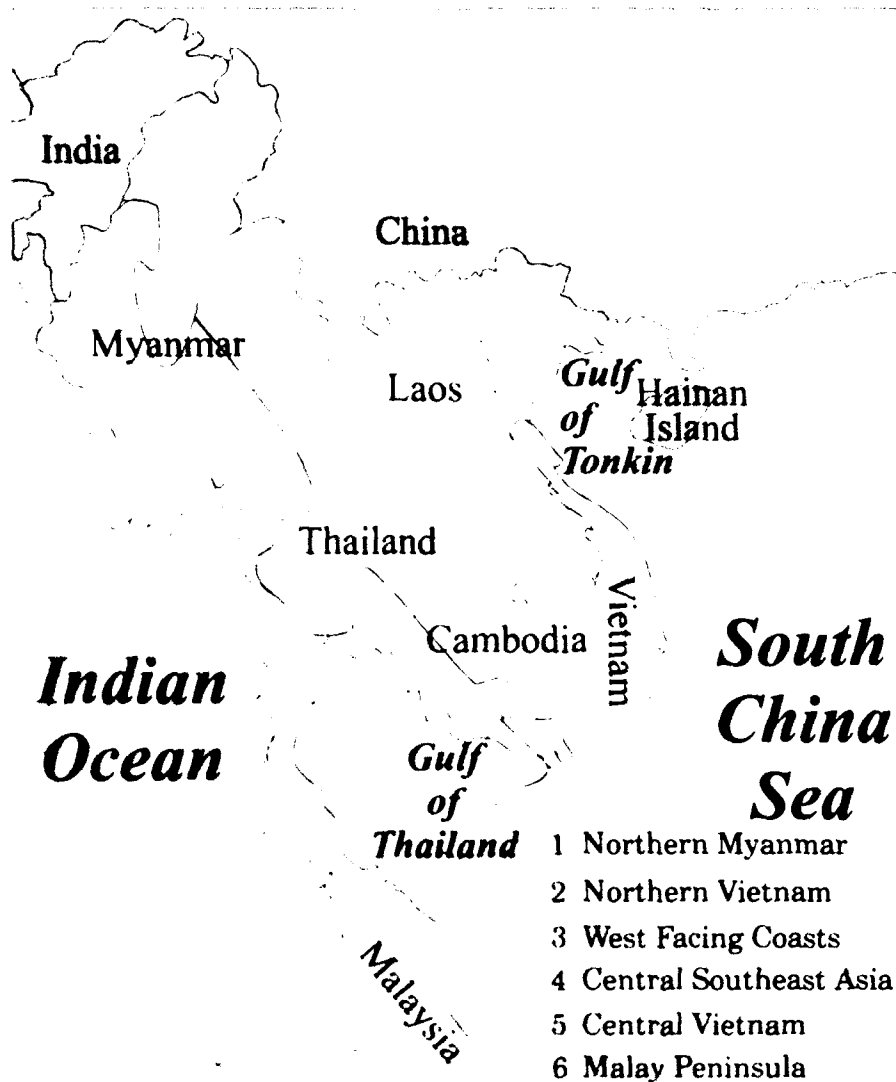 India
China
Myanmar
Laos
Gulf
of
Tonkin
Hainan
Island
Thailand
Vietnam
Cambodia
Indian
Ocean
South
China
Sea
Gulf
of
Thailand
Malaysia
1 Northern Myanmar
2 Northern Vietnam
3 West Facing Coasts
4 Central Southeast Asia
5 Central Vietnam
6 Malay Peninsula